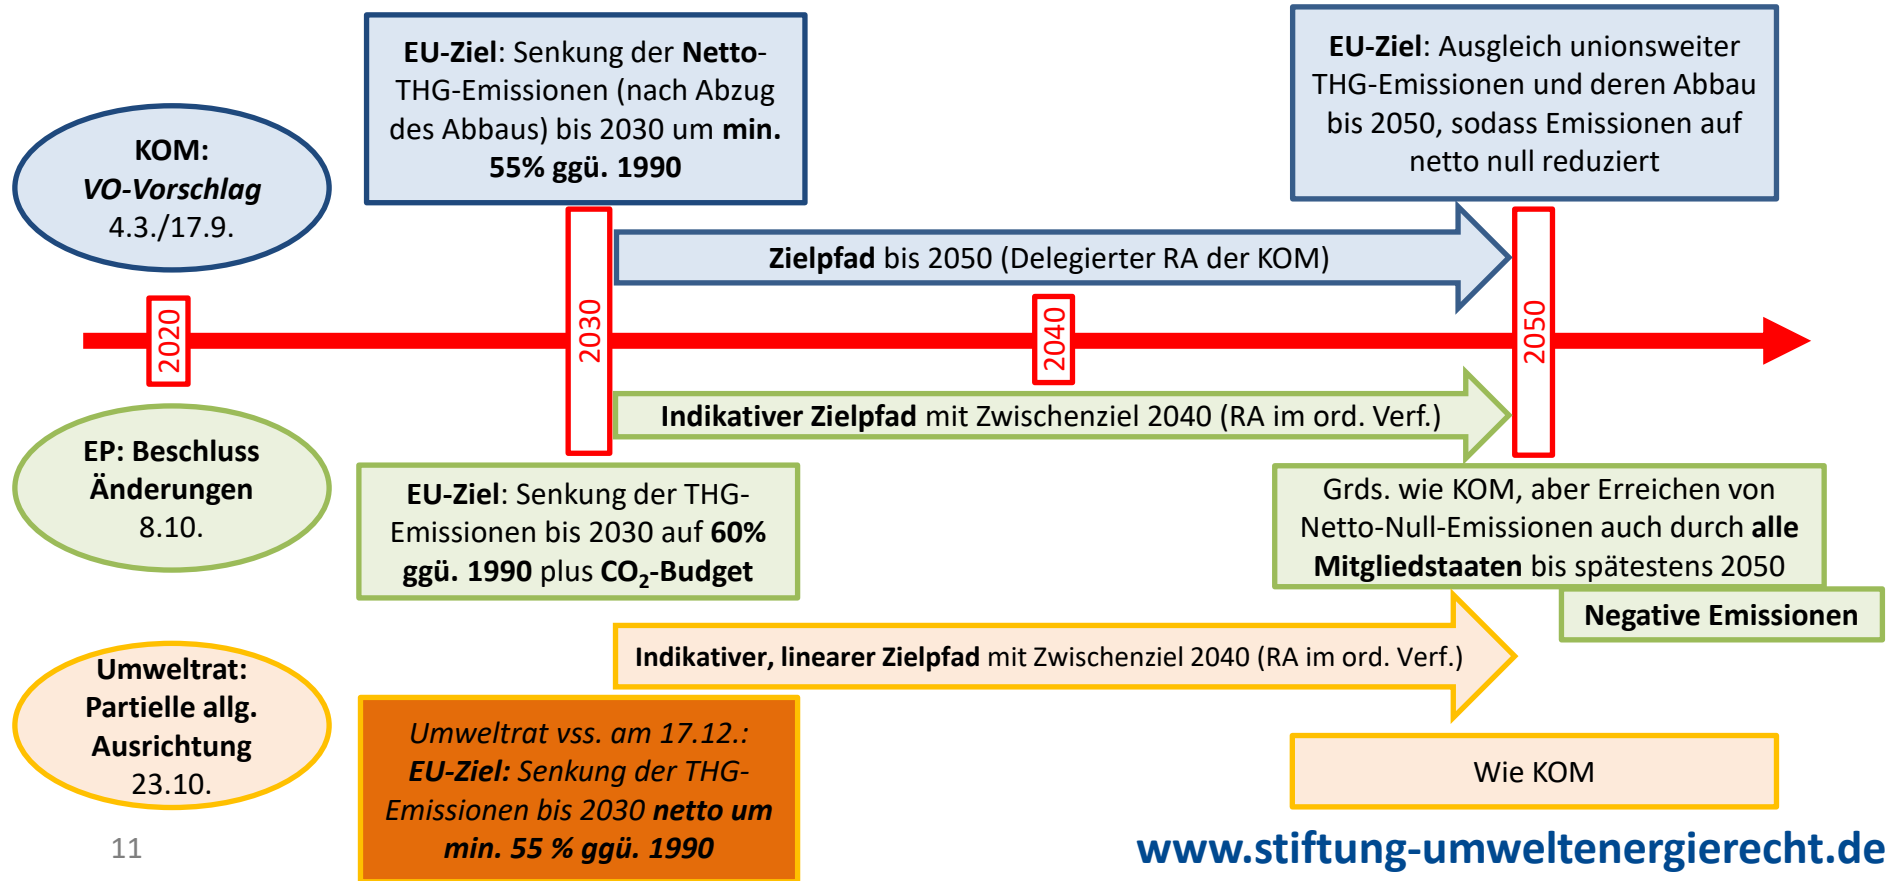 KOM:
VO-Vorschlag
4.3./17.9.
EU-Ziel: Senkung der Netto-
THG-Emissionen (nach Abzug
des Abbaus) bis 2030 um min.
55% ggü. 1990
EU-Ziel: Ausgleich unionsweiter
THG-Emissionen und deren Abbau
bis 2050, sodass Emissionen auf
netto null reduziert
Zielpfad bis 2050 (Delegierter RA der KOM)
2020
2030
2040
2050
EP: Beschluss
Änderungen
8.10.
Indikativer Zielpfad mit Zwischenziel 2040 (RA im ord. Verf.)
EU-Ziel: Senkung der THG-
Emissionen bis 2030 auf 60%
ggü. 1990 plus CO₂-Budget
Grds. wie KOM, aber Erreichen von
Netto-Null-Emissionen auch durch alle
Mitgliedstaaten bis spätestens 2050
Negative Emissionen
Umweltrat:
Partielle allg.
Ausrichtung
23.10.
Indikativer, linearer Zielpfad mit Zwischenziel 2040 (RA im ord. Verf.)
Umweltrat vss. am 17.12.:
EU-Ziel: Senkung der THG-
Emissionen bis 2030 netto um
min. 55 % ggü. 1990
Wie KOM
11
www.stiftung-umweltenergierecht.de